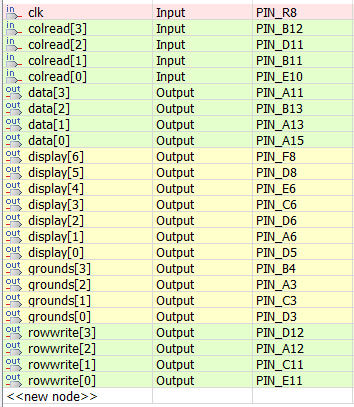 in clk Input PIN_R8
in colread[3] Input PIN_B12
in colread[2] Input PIN_D11
in colread[1] Input PIN_B11
in colread[0] Input PIN_E10
out data[3] Output PIN_A11
out data[2] Output PIN_B13
out data[1] Output PIN_A13
out data[0] Output PIN_A15
out display[6] Output PIN_F8
out display[5] Output PIN_D8
out display[4] Output PIN_E6
out display[3] Output PIN_C6
out display[2] Output PIN_D6
out display[1] Output PIN_A6
out display[0] Output PIN_D5
out grounds[3] Output PIN_B4
out grounds[2] Output PIN_A3
out grounds[1] Output PIN_C3
out grounds[0] Output PIN_D3
out rowwrite[3] Output PIN_D12
out rowwrite[2] Output PIN_A12
out rowwrite[1] Output PIN_C11
out rowwrite[0] Output PIN_E11
<<new node>>